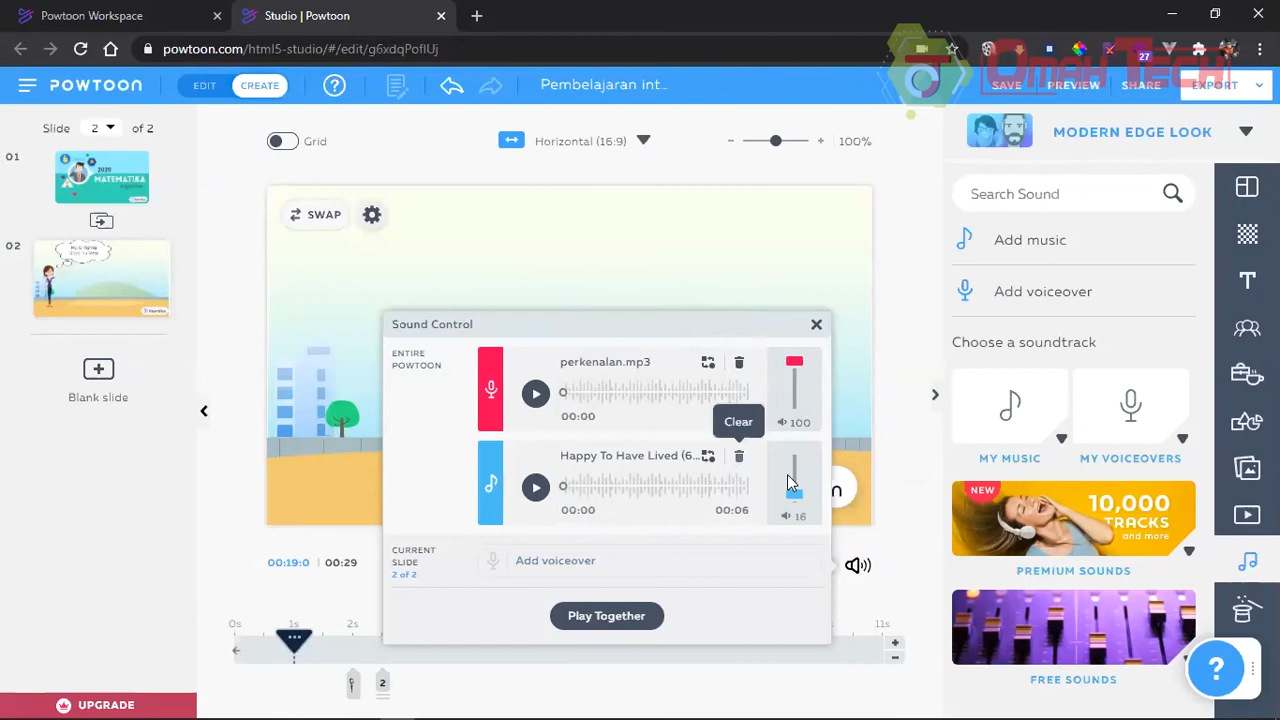 Powtoon Workspace
Studio | Powtoon
powtoon.com/html5-studio/#/edit/g6xdqPofIUj
27
OMAH TECH
POWTOON
EDIT
CREATE
Pembelajaran int...
SAVE
PREVIEW
SHARE
EXPORT
Slide 2 of 2
Grid
Horizontal (16:9)
100%
MODERN EDGE LOOK
01
2020
MATEMATIKA
02
Blank slide
UPGRADE
SWAP
Sound Control
ENTIRE
POWTOON
perkenalan.mp3
00:00
100
Clear
Happy To Have Lived (6...
00:00
00:06
16
CURRENT
SLIDE
2 of 2
Add voiceover
Play Together
00:19:0 | 00:29
0s
1s
2s
11s
2
Search Sound
Add music
Add voiceover
Choose a soundtrack
MY MUSIC
MY VOICEOVERS
NEW
10,000
TRACKS
and more
PREMIUM SOUNDS
FREE SOUNDS
?